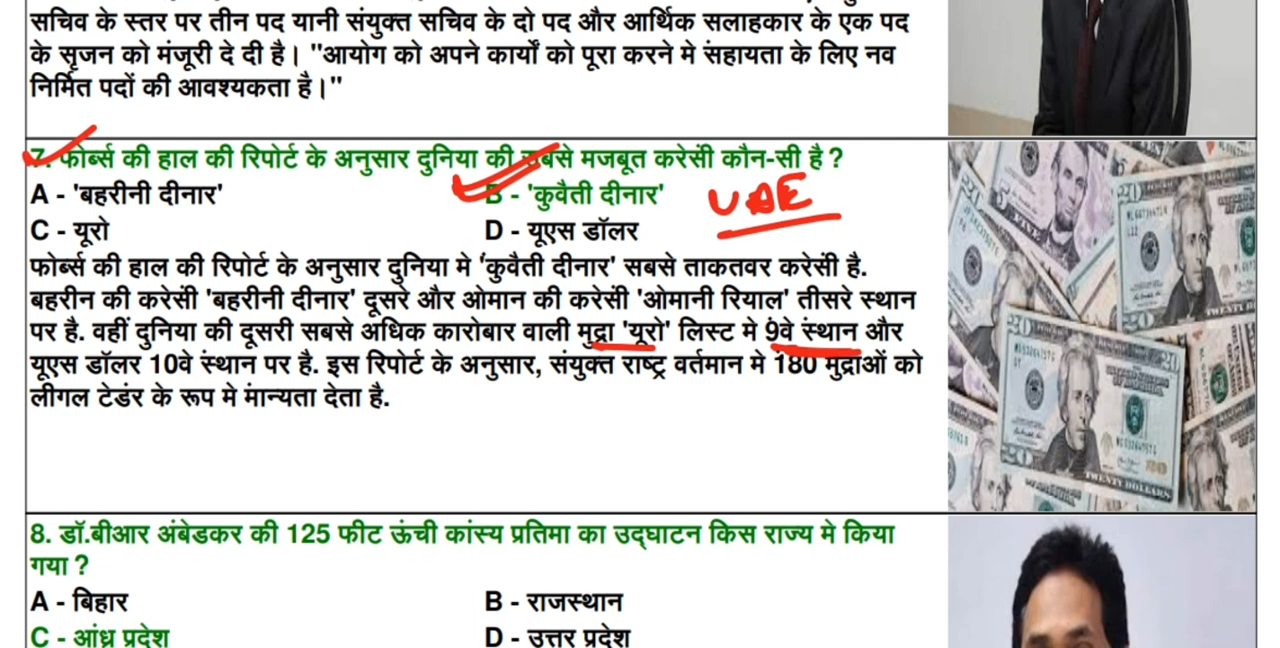 सचिव के स्तर पर तीन पद यानी संयुक्त सचिव के दो पद और आर्थिक सलाहकार के एक पद
के सृजन को मंजूरी दे दी है। "आयोग को अपने कार्यों को पूरा करने मे संहायता के लिए नव
निर्मित पदों की आवश्यकता है।"
7. फोर्ब्स की हाल की रिपोर्ट के अनुसार दुनिया की सबसे मजबूत करेसंी कौन-सी है ?
A - 'बहरीनी दीनार'
B - 'कुवैती दीनार'
UAE
C - यूरो
D - यूएस डॉलर
फोर्ब्स की हाल की रिपोर्ट के अनुसार दुनिया मे 'कुवैती दीनार' सबसे ताकतवर करेसंी है.
बहरीन की करेसंी 'बहरीनी दीनार' दूसरे और ओमान की करेसंी 'ओमानी रियाल' तीसरे स्थान
पर है. वहीं दुनिया की दूसरी सबसे अधिक कारोबार वाली मुद्रा 'यूरो' लिस्ट मे 9वे स्थान और
यूएस डॉलर 10वे स्थान पर है. इस रिपोर्ट के अनुसार, संयुक्त राष्ट्र वर्तमान मे 180 मुद्राओं को
लीगल टेडंर के रूप मे मंान्यता देता है.
8. डॉ.बीआर अंबेडकर की 125 फीट ऊंची कांस्य प्रतिमा का उद्घाटन किस राज्य मे किया
गया ?
A - बिहार
B - राजस्थान
C - आंध्र प्रदेश
D - उत्तर प्रदेश